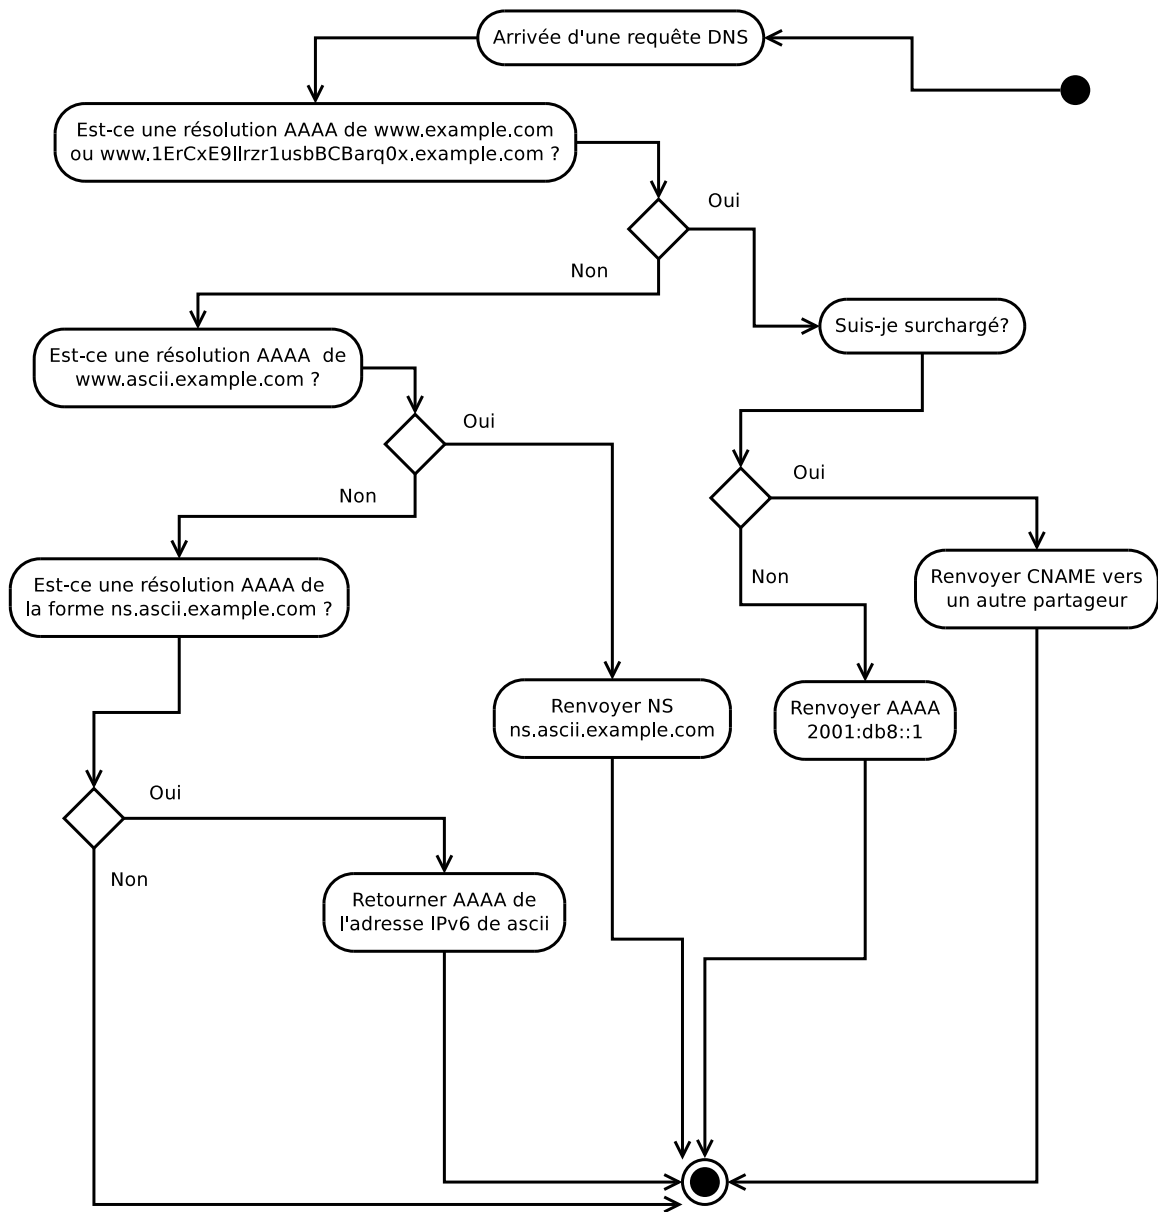 Arrivée d'une requête DNS
Est-ce une résolution AAAA de www.example.com
ou www.1ErCxE9llrzr1usbBCBarq0x.example.com ?
Oui
Non
Suis-je surchargé?
Est-ce une résolution AAAA de
www.ascii.example.com ?
Oui
Non
Oui
Non
Renvoyer CNAME vers
un autre partageur
Est-ce une résolution AAAA de
la forme ns.ascii.example.com ?
Renvoyer NS
ns.ascii.example.com
Renvoyer AAAA
2001:db8::1
Oui
Non
Retourner AAAA de
l'adresse IPv6 de ascii